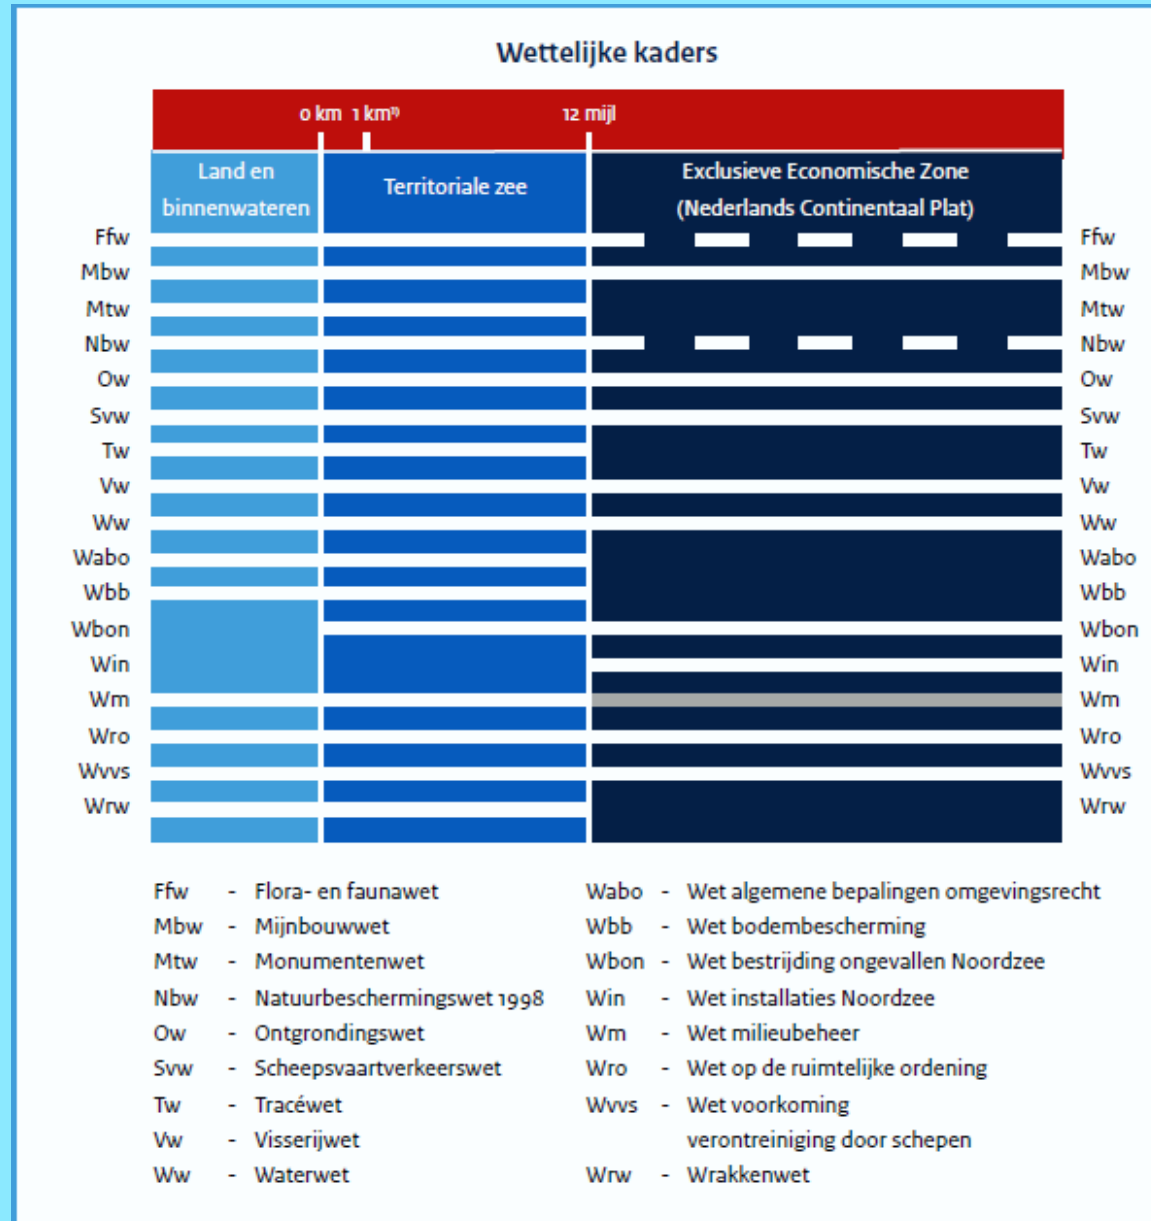 Wettelijke kaders
0 km 1 km¹⁾ 12 mijl
Land en
binnenwateren
Territoriale zee
Exclusieve Economische Zone
(Nederlands Continentaal Plat)
Ffw Ffw
Mbw Mbw
Mtw Mtw
Nbw Nbw
Ow Ow
Svw Svw
Tw Tw
Vw Vw
Ww Ww
Wabo Wabo
Wbb Wbb
Wbon Wbon
Win Win
Wm Wm
Wro Wro
Wvvs Wvvs
Wrw Wrw
Ffw - Flora- en faunawet
Mbw - Mijnbouwwet
Mtw - Monumentenwet
Nbw - Natuurbeschermingswet 1998
Ow - Ontgrondingswet
Svw - Scheepsvaartverkeerswet
Tw - Tracéwet
Vw - Visserijwet
Ww - Waterwet
Wabo - Wet algemene bepalingen omgevingsrecht
Wbb - Wet bodembescherming
Wbon - Wet bestrijding ongevallen Noordzee
Win - Wet installaties Noordzee
Wm - Wet milieubeheer
Wro - Wet op de ruimtelijke ordening
Wvvs - Wet voorkoming
verontreiniging door schepen
Wrw - Wrakkenwet